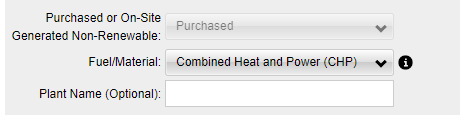 Purchased or On-Site
Generated Non-Renewable: Purchased
Fuel/Material: Combined Heat and Power (CHP)
Plant Name (Optional):